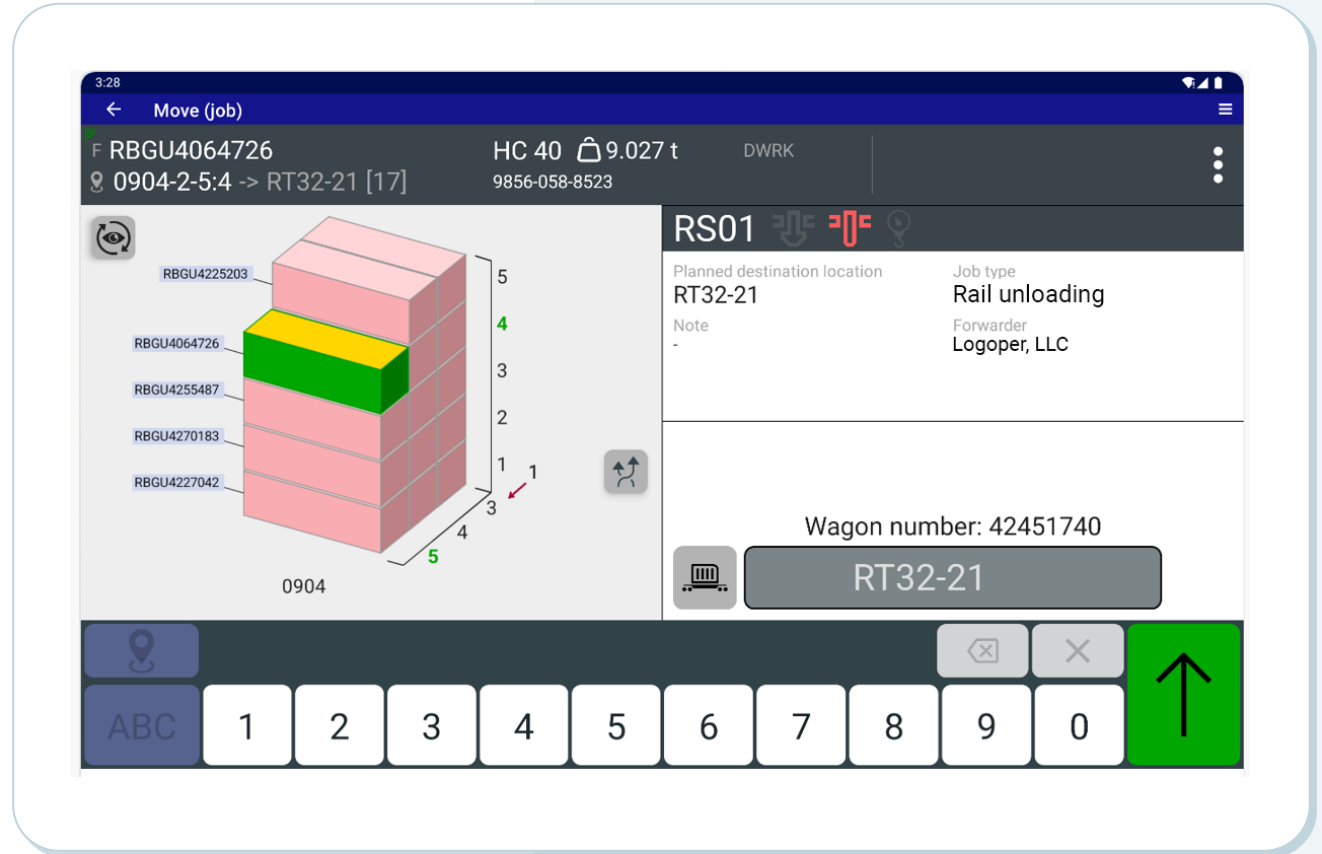 3:28
Move (job)
F RBGU4064726
HC 40 9.027 t
DWRK
0904-2-5:4 -> RT32-21 [17]
9856-058-8523
RBGU4225203
RBGU4064726
RBGU4255487
RBGU4270183
RBGU4227042
5
4
3
2
1
1
3
4
5
0904
RS01
Planned destination location
RT32-21
Job type
Rail unloading
Note
-
Forwarder
Logoper, LLC
Wagon number: 42451740
RT32-21
ABC 1 2 3 4 5 6 7 8 9 0